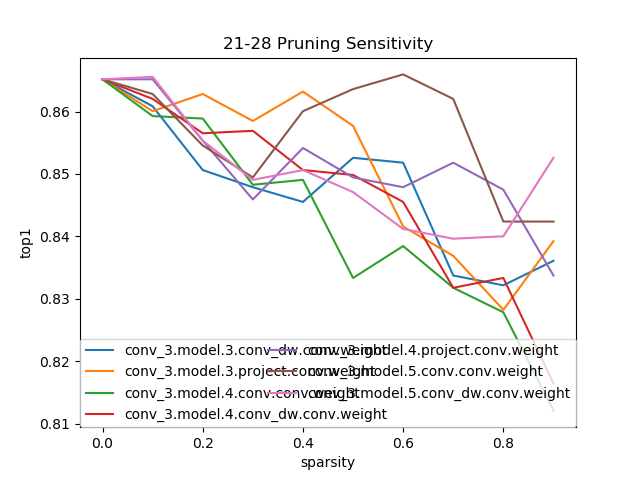 21-28 Pruning Sensitivity
top1
0.86
0.85
0.84
0.83
0.82
0.81
conv_3.model.3.conv_dw.conv.weight
conv_3.model.3.project.conv.weight
conv_3.model.4.conv.conv.weight
conv_3.model.4.conv_dw.conv.weight
conv_3.model.4.project.conv.weight
conv_3.model.5.conv.conv.weight
conv_3.model.5.conv_dw.conv.weight
0.0 0.2 0.4 0.6 0.8
sparsity